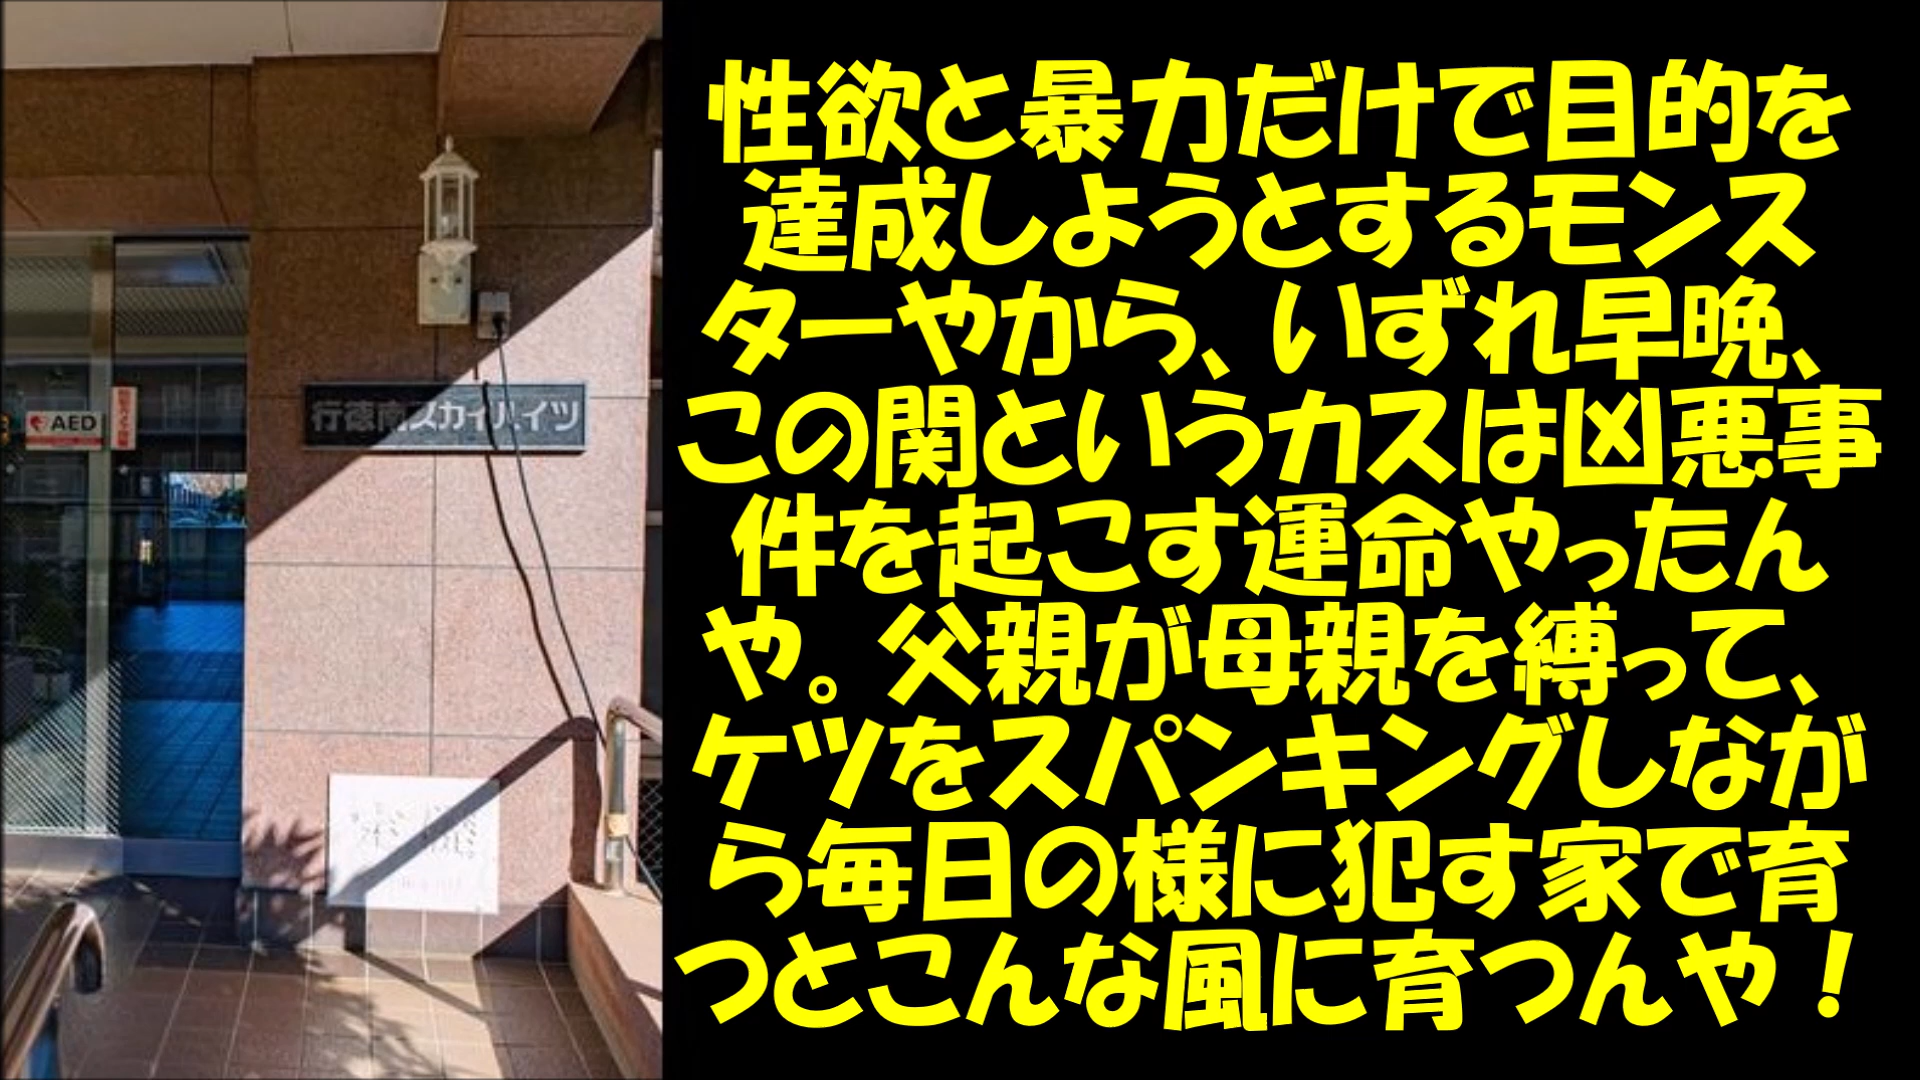 AED
行徳南スカイハイツ
性欲と暴力だけで目的を
達成しようとするモンス
ターやから、いずれ早晩、
この関というカスは凶悪事
件を起こす運命やったん
や。父親が母親を縛って、
ケツをスパンキングしなが
ら毎日の様に犯す家で育
つとこんな風に育つんや！